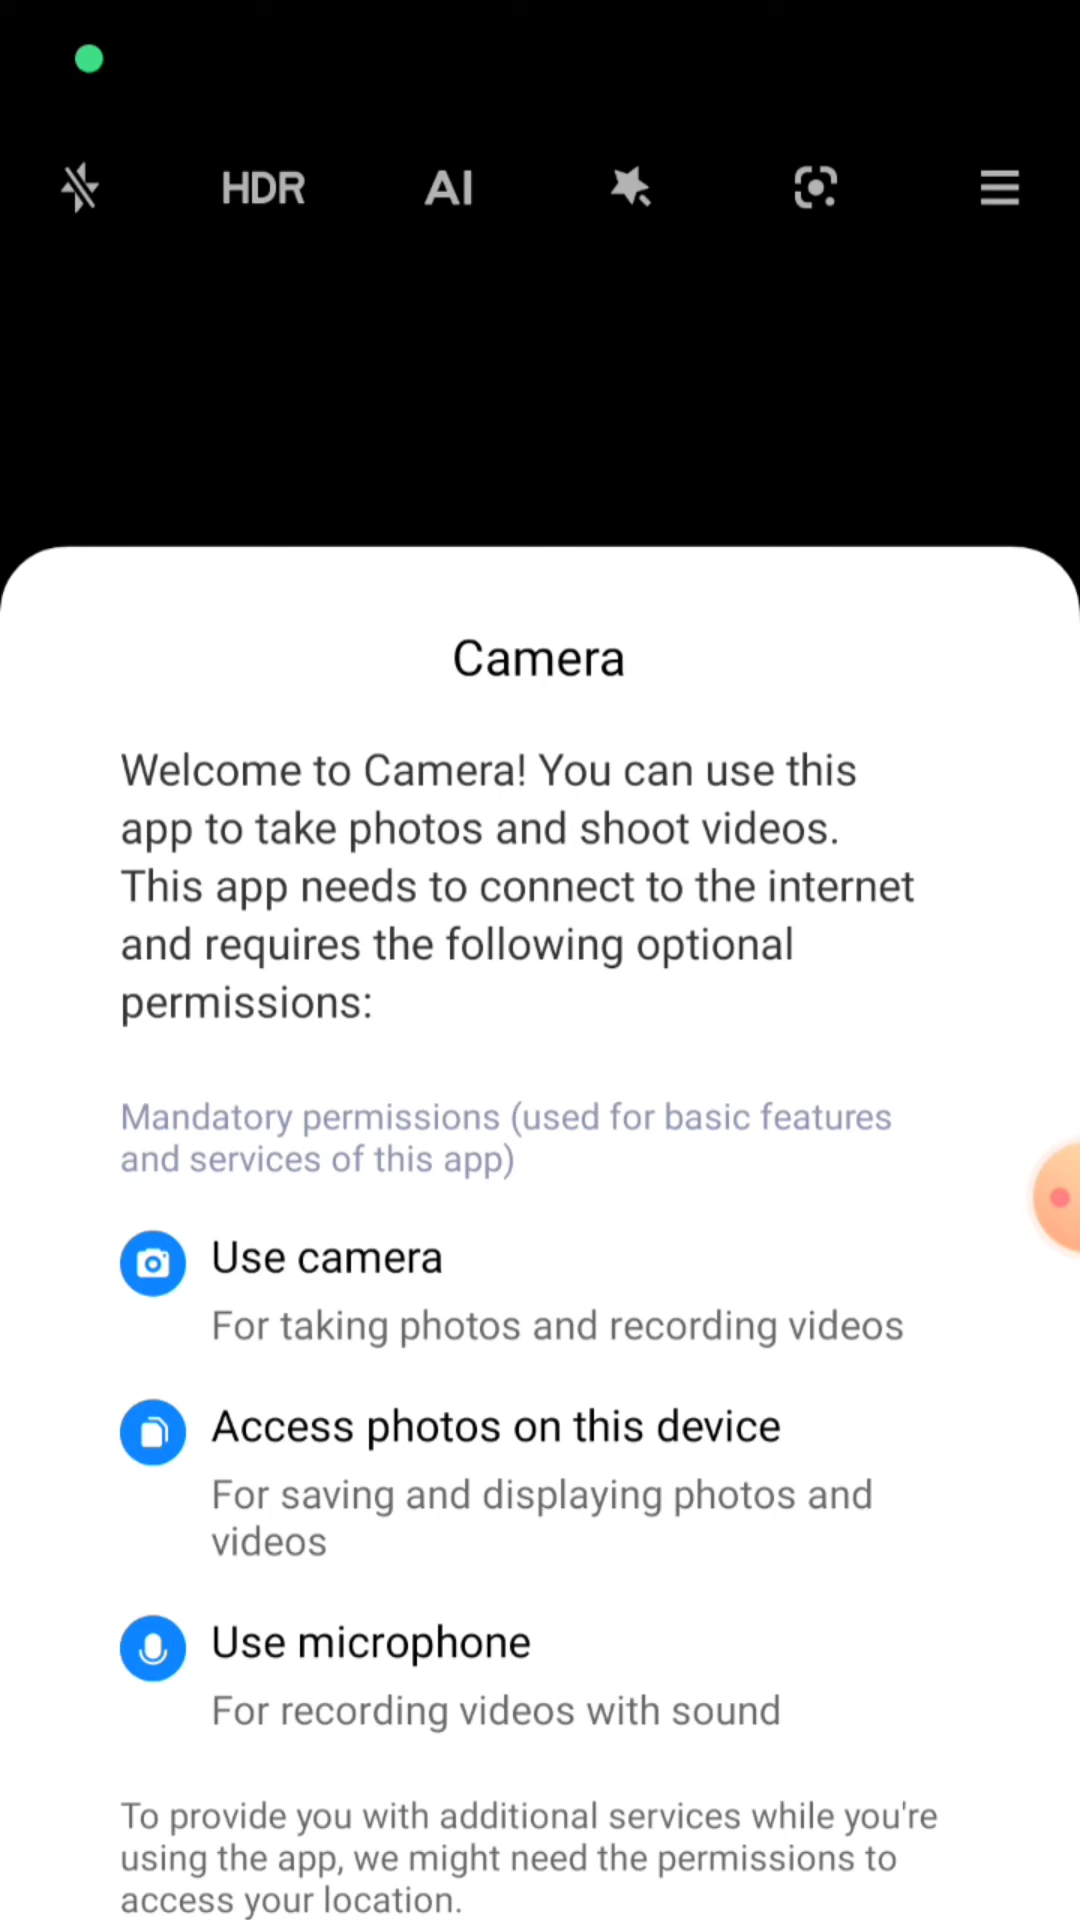 HDR AI
Camera
Welcome to Camera! You can use this
app to take photos and shoot videos.
This app needs to connect to the internet
and requires the following optional
permissions:
Mandatory permissions (used for basic features
and services of this app)
Use camera
For taking photos and recording videos
Access photos on this device
For saving and displaying photos and
videos
Use microphone
For recording videos with sound
To provide you with additional services while you're
using the app, we might need the permissions to
access your location.